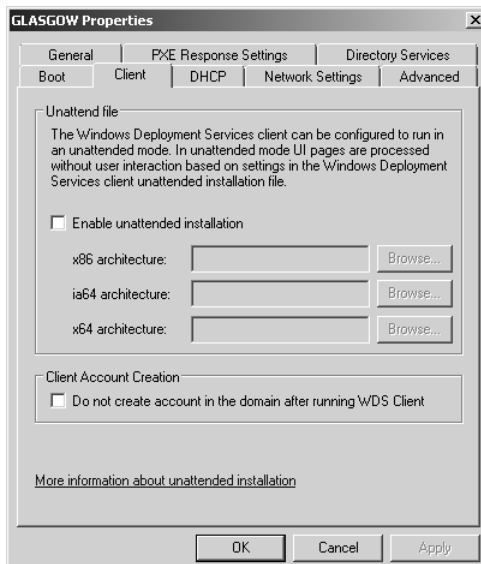 GLASGOW Properties
General PXE Response Settings Directory Services
Boot Client DHCP Network Settings Advanced
Unattend file
The Windows Deployment Services client can be configured to run in
an unattended mode. In unattended mode UI pages are processed
without user interaction based on settings in the Windows Deployment
Services client unattended installation file.
Enable unattended installation
x86 architecture: Browse...
ia64 architecture: Browse...
x64 architecture: Browse...
Client Account Creation
Do not create account in the domain after running WDS Client
More information about unattended installation
OK Cancel Apply